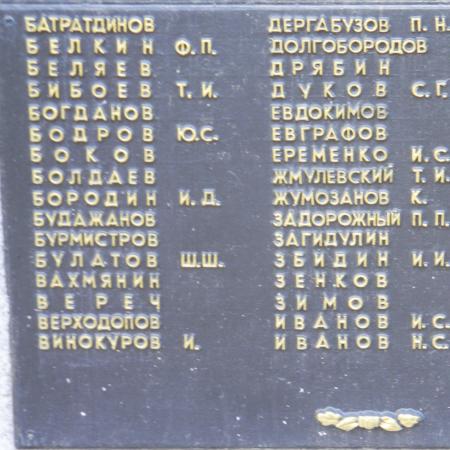 БАТРАТДИНОВ
БЕЛКИН Ф.П.
БЕЛЯЕВ
БИБОЕВ Т.И.
БОГДАНОВ
БОДРОВ Ю.С.
БОКОВ
БОЛДАЕВ
БОРОДИН И.Д.
БУДАЖАНОВ
БУРМИСТРОВ
БУЛАТОВ Ш.Ш.
ВАХМЯНИН
ВЕРЕЧ
ВЕРХОДОПОВ
ВИНОКУРОВ И.
ДЕРГАБУЗОВ П.Н.
ДОЛГОБОРОДОВ
ДРЯБИН
ДУКОВ С.Г.
ЕВДОКИМОВ
ЕВГРАФОВ
ЕРЕМЕНКО И.С.
ЖМУЛЕВСКИЙ Т.И.
ЖУМОЗАНОВ К.
ЗАДОРОЖНЫЙ П.П.
ЗАГИДУЛИН
ЗБИДИН И.И.
ЗЕНКОВ
ЗИМОВ
ИВАНОВ И.С.
ИВАНОВ Н.С.